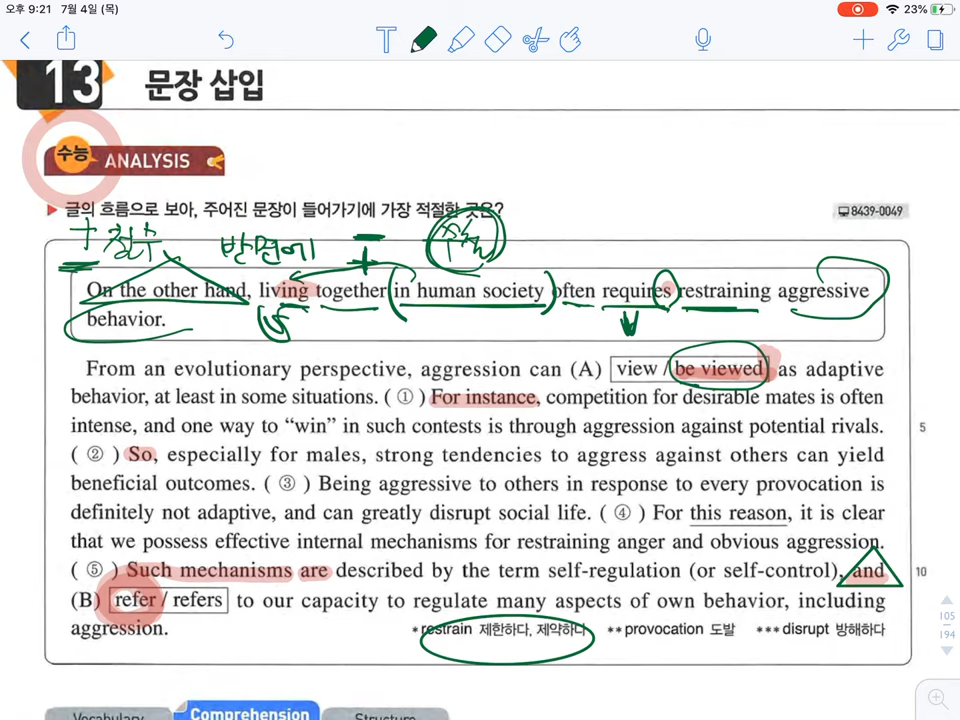 오후 9:21 7월 4일 (목)
23%
T
13 문장 삽입
수능 ANALYSIS
▶ 글의 흐름으로 보아, 주어진 문장이 들어가기에 가장 적절한 곳은?
8439-0049
+ 접수 반면에
On the other hand, living together in human society often requires restraining aggressive
behavior.
From an evolutionary perspective, aggression can (A) view / be viewed as adaptive
behavior, at least in some situations. ( ① ) For instance, competition for desirable mates is often
intense, and one way to “win” in such contests is through aggression against potential rivals.
5
( ② ) So, especially for males, strong tendencies to aggress against others can yield
beneficial outcomes. ( ③ ) Being aggressive to others in response to every provocation is
definitely not adaptive, and can greatly disrupt social life. ( ④ ) For this reason, it is clear
that we possess effective internal mechanisms for restraining anger and obvious aggression.
( ⑤ ) Such mechanisms are described by the term self-regulation (or self-control), and
10
(B) refer / refers to our capacity to regulate many aspects of own behavior, including
aggression.
*restrain 제한하다, 제약하다 **provocation 도발 ***disrupt 방해하다
105
194
Vocabulary Comprehension Structure